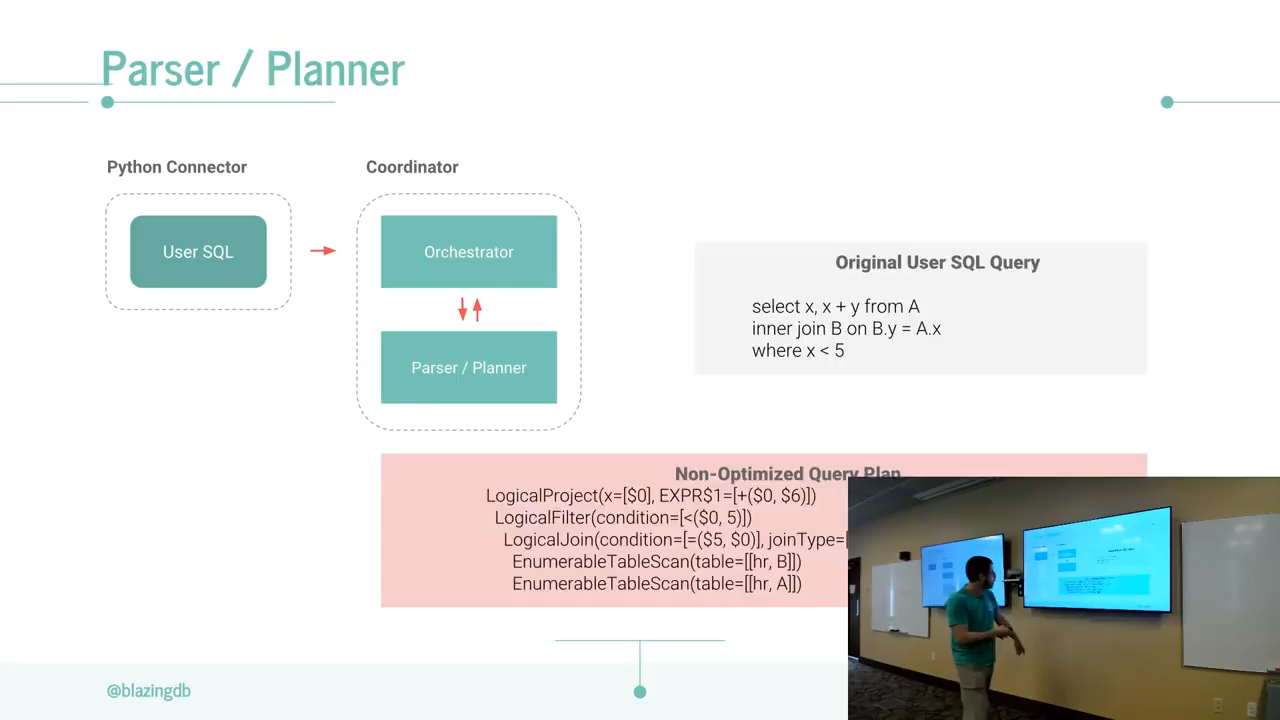 Parser / Planner
Python Connector
Coordinator
User SQL
Orchestrator
Parser / Planner
Original User SQL Query
select x, x + y from A
inner join B on B.y = A.x
where x < 5
Non-Optimized Query Plan
LogicalProject(x=[$0], EXPR$1=[+($0, $6)])
LogicalFilter(condition=[<($0, 5)])
LogicalJoin(condition=[=($5, $0)], joinType=[
EnumerableTableScan(table=[[hr, B]])
EnumerableTableScan(table=[[hr, A]])
@blazingdb